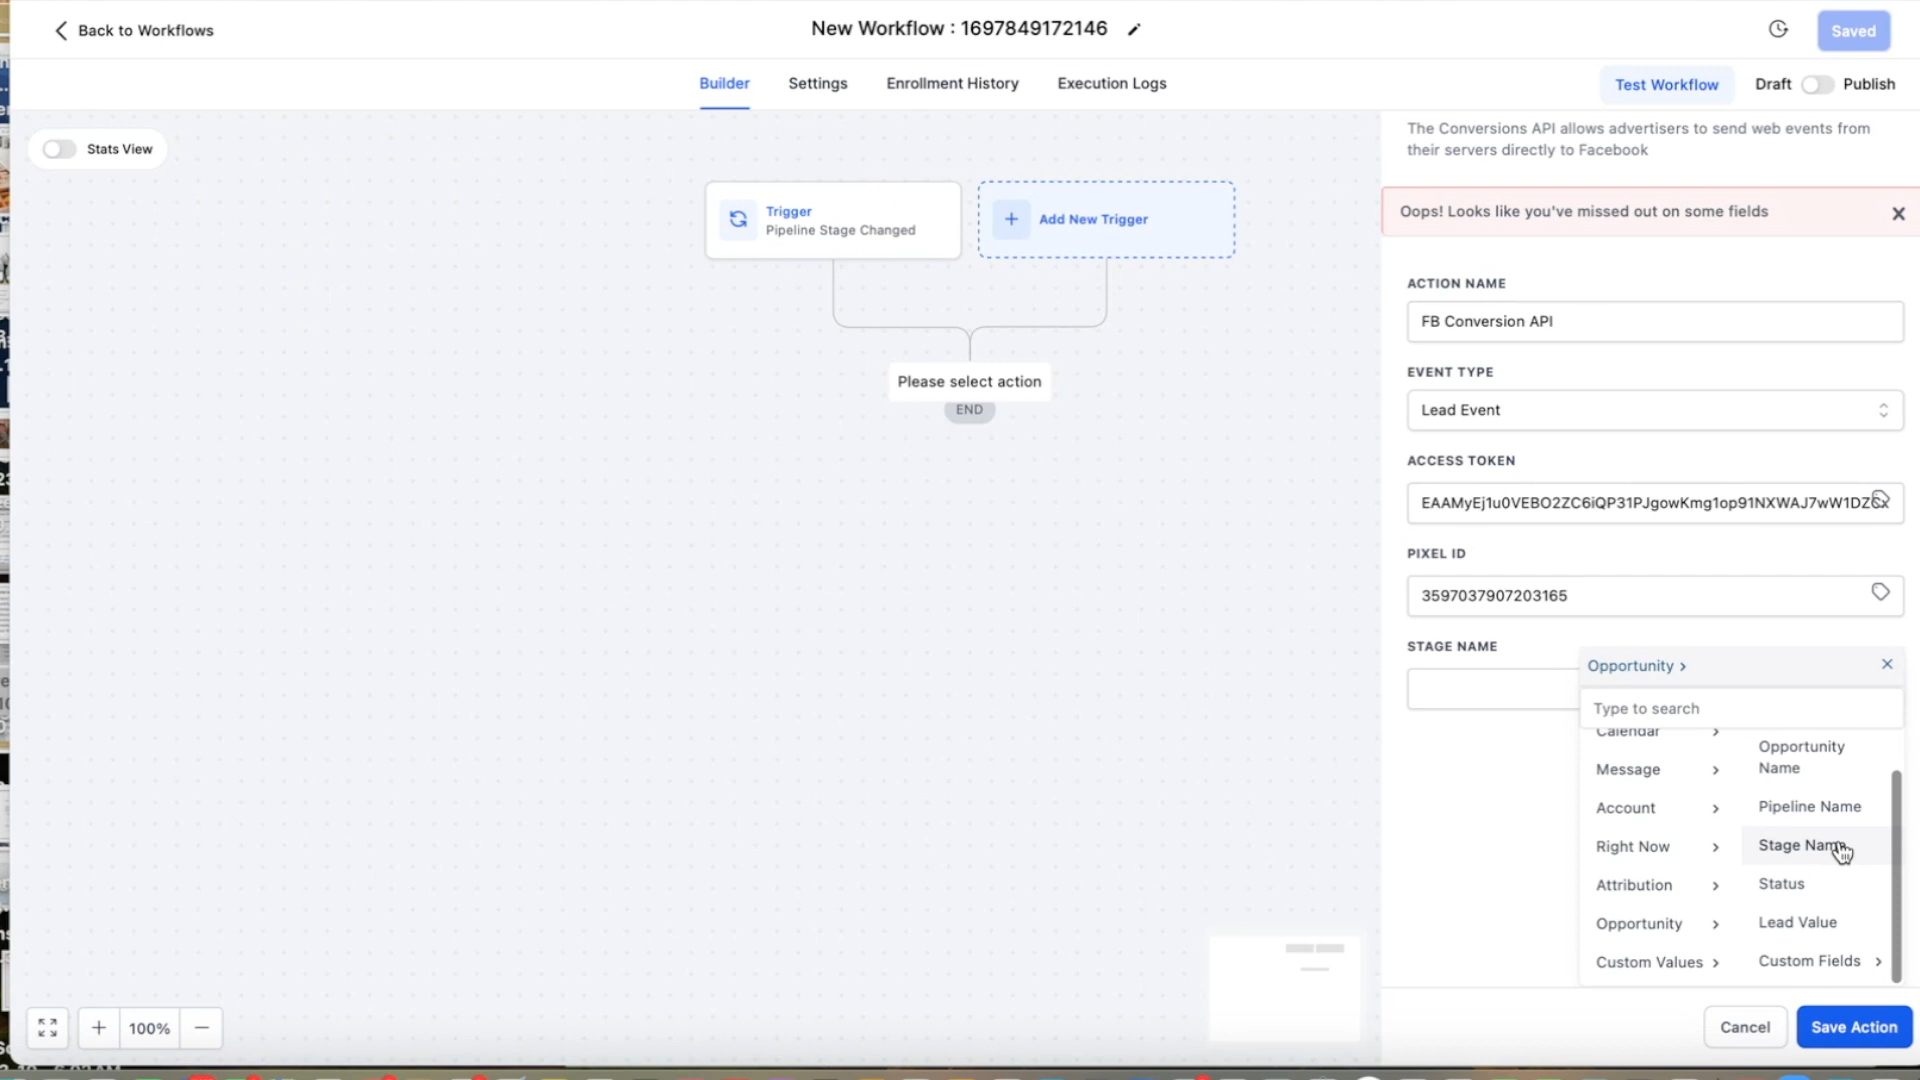 Back to Workflows
New Workflow : 1697849172146
Saved
Builder
Settings
Enrollment History
Execution Logs
Test Workflow
Draft
Publish
Stats View
Trigger
Pipeline Stage Changed
Add New Trigger
Please select action
END
100%
The Conversions API allows advertisers to send web events from
their servers directly to Facebook
Oops! Looks like you've missed out on some fields
ACTION NAME
FB Conversion API
EVENT TYPE
Lead Event
ACCESS TOKEN
EAAMyEj1u0VEBO2ZC6iQP31PJgowKmg1op91NXWAJ7wW1DZCx
PIXEL ID
3597037907203165
STAGE NAME
Opportunity ›
Type to search
Calendar
Message
Account
Right Now
Attribution
Opportunity
Custom Values
Opportunity
Name
Pipeline Name
Stage Name
Status
Lead Value
Custom Fields
Cancel
Save Action